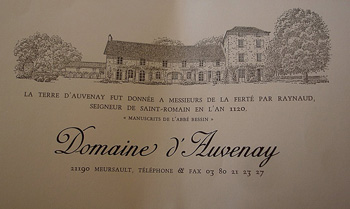 LA TERRE D'AUVENAY FUT DONNÉE A MESSIEURS DE LA FERTÉ PAR RAYNAUD,
SEIGNEUR DE SAINT-ROMAIN EN L'AN 1120.
« MANUSCRITS DE L'ABBÉ BESSIN »
Domaine d'Auvenay
21190 MEURSAULT, TÉLÉPHONE & FAX 03 80 21 23 27